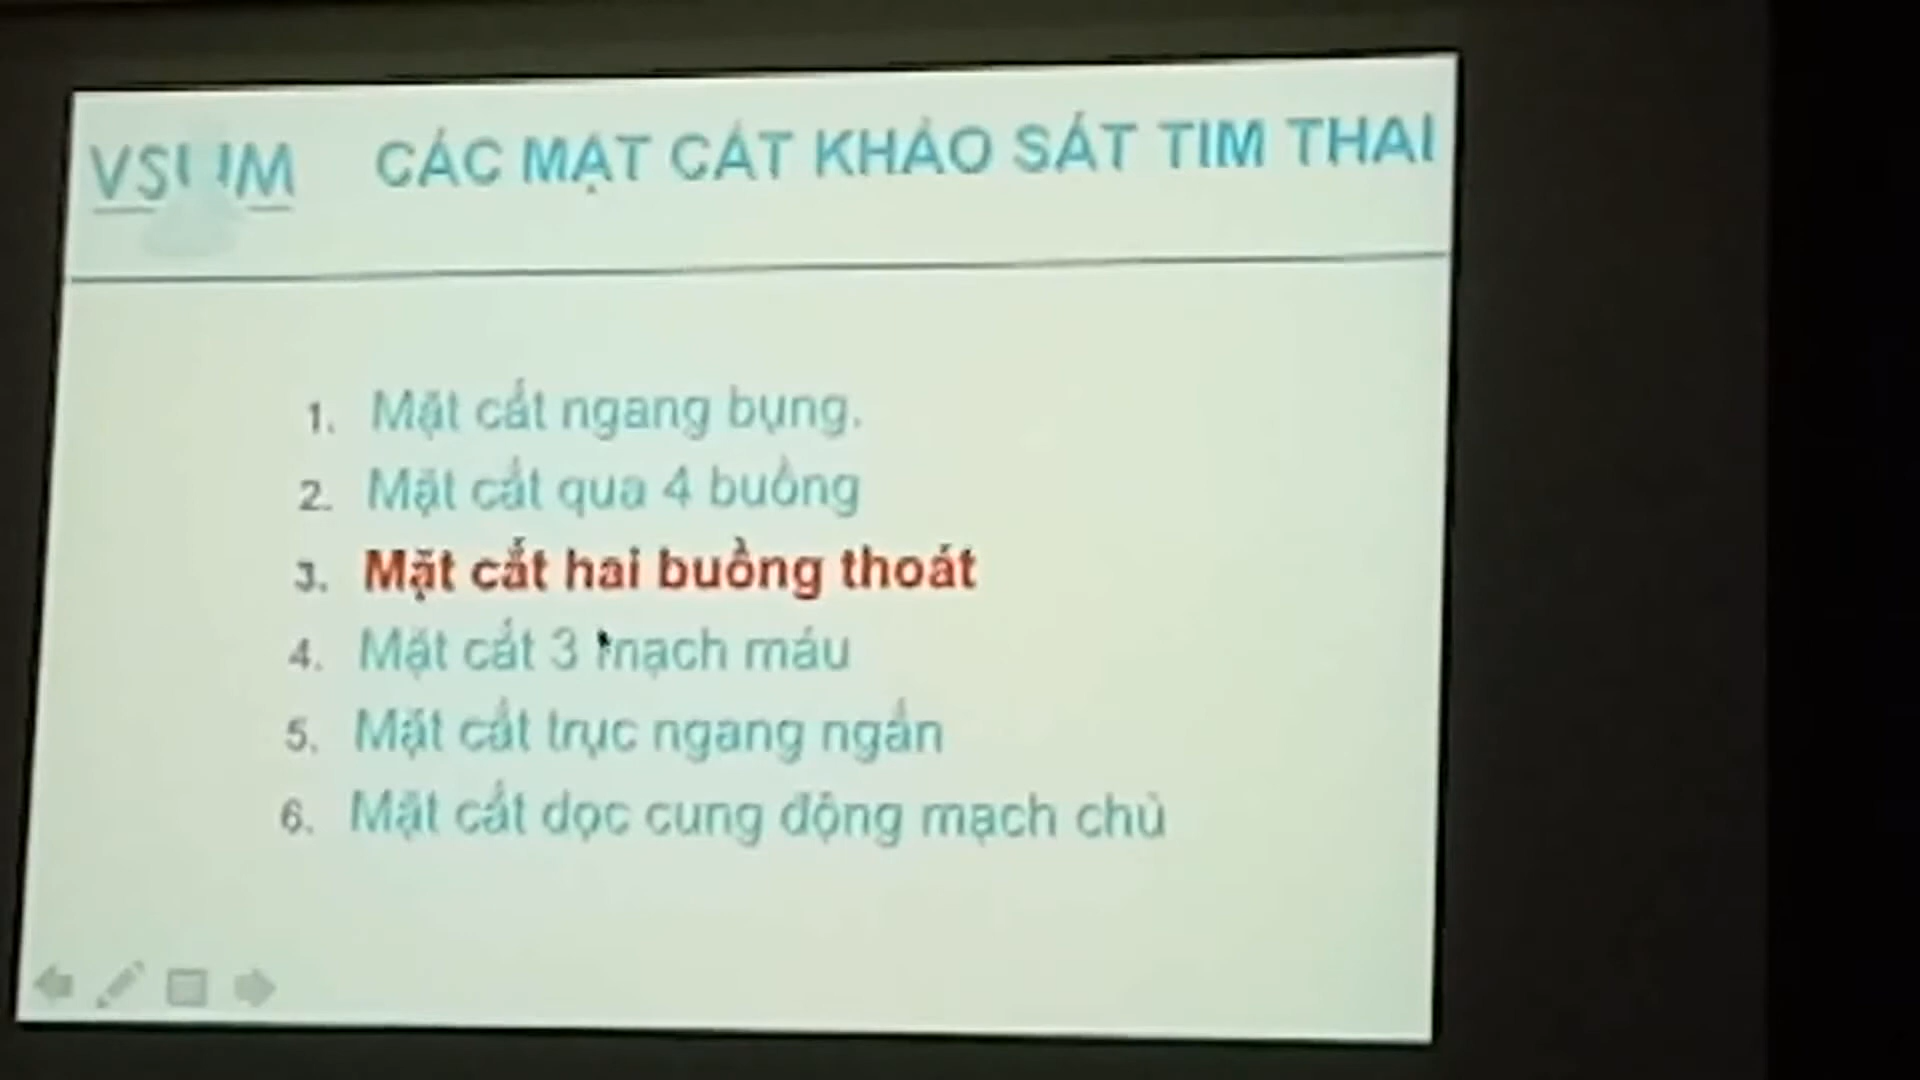 VSUM
CÁC MẶT CẮT KHẢO SÁT TIM THAI
1. Mặt cắt ngang bụng.
2. Mặt cắt qua 4 buồng
3. Mặt cắt hai buồng thoát
4. Mặt cắt 3 mạch máu
5. Mặt cắt trục ngang ngắn
6. Mặt cắt dọc cung động mạch chủ